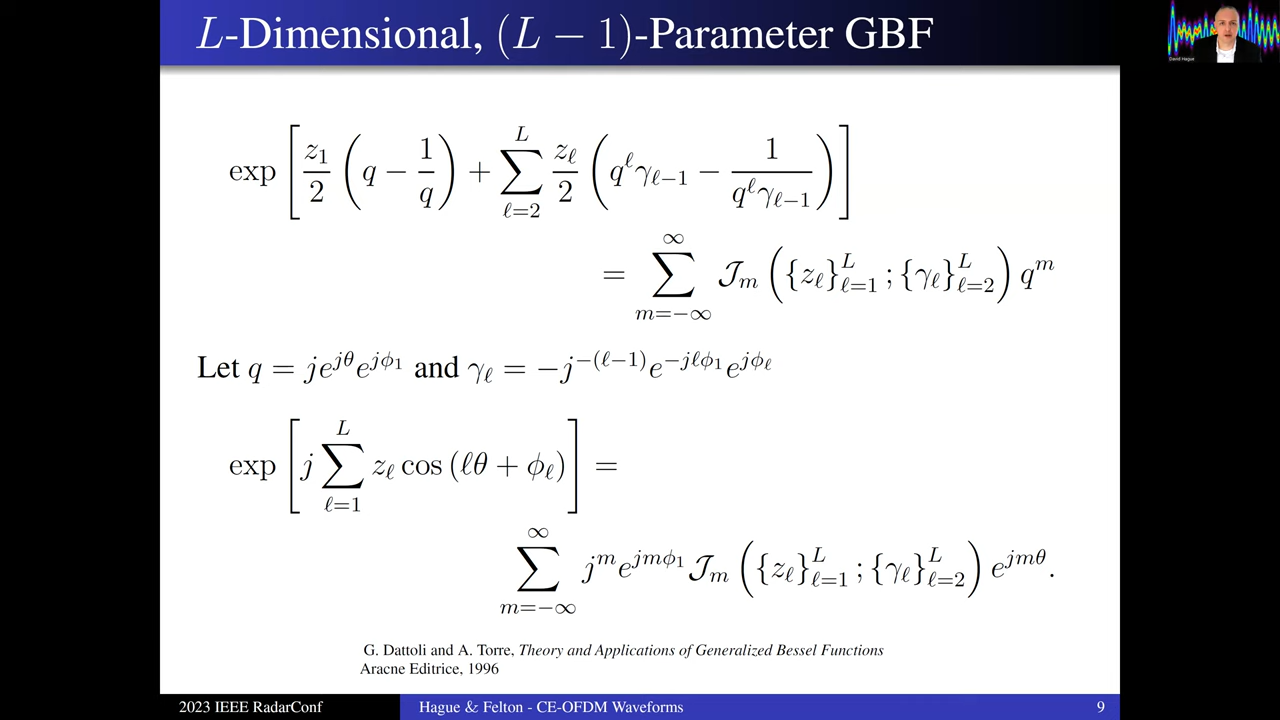 L-Dimensional, (L − 1)-Parameter GBF
David Hague
exp [ z₁/2 ( q − 1/q ) + ∑_{ℓ=2}^{L} z_ℓ/2 ( q^ℓ γ_{ℓ−1} − 1/(q^ℓ γ_{ℓ−1}) ) ]
= ∑_{m=−∞}^{∞} 𝒥_m ( {z_ℓ}_{ℓ=1}^{L} ; {γ_ℓ}_{ℓ=2}^{L} ) q^m
Let q = je^{jθ}e^{jϕ₁} and γ_ℓ = −j^{−(ℓ−1)}e^{−jℓϕ₁}e^{jϕ_ℓ}
exp [ j ∑_{ℓ=1}^{L} z_ℓ cos (ℓθ + ϕ_ℓ) ] =
∑_{m=−∞}^{∞} j^m e^{jmϕ₁} 𝒥_m ( {z_ℓ}_{ℓ=1}^{L} ; {γ_ℓ}_{ℓ=2}^{L} ) e^{jmθ}.
G. Dattoli and A. Torre, Theory and Applications of Generalized Bessel Functions
Aracne Editrice, 1996
2023 IEEE RadarConf Hague & Felton - CE-OFDM Waveforms 9